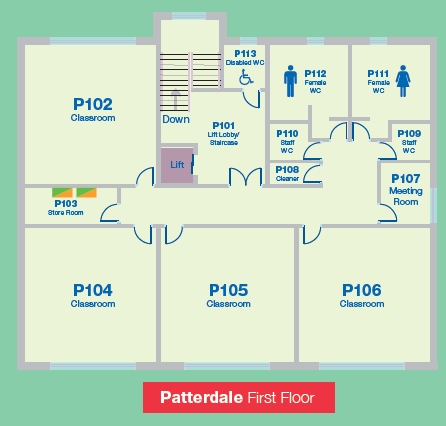 P113
Disabled WC
P112
Female
WC
P111
Female
WC
P102
Classroom
Down
P101
Lift Lobby/
Staircase
P110
Staff
WC
P109
Staff
WC
Lift
P108
Cleaner
P107
Meeting
Room
P103
Store Room
P104
Classroom
P105
Classroom
P106
Classroom
Patterdale First Floor